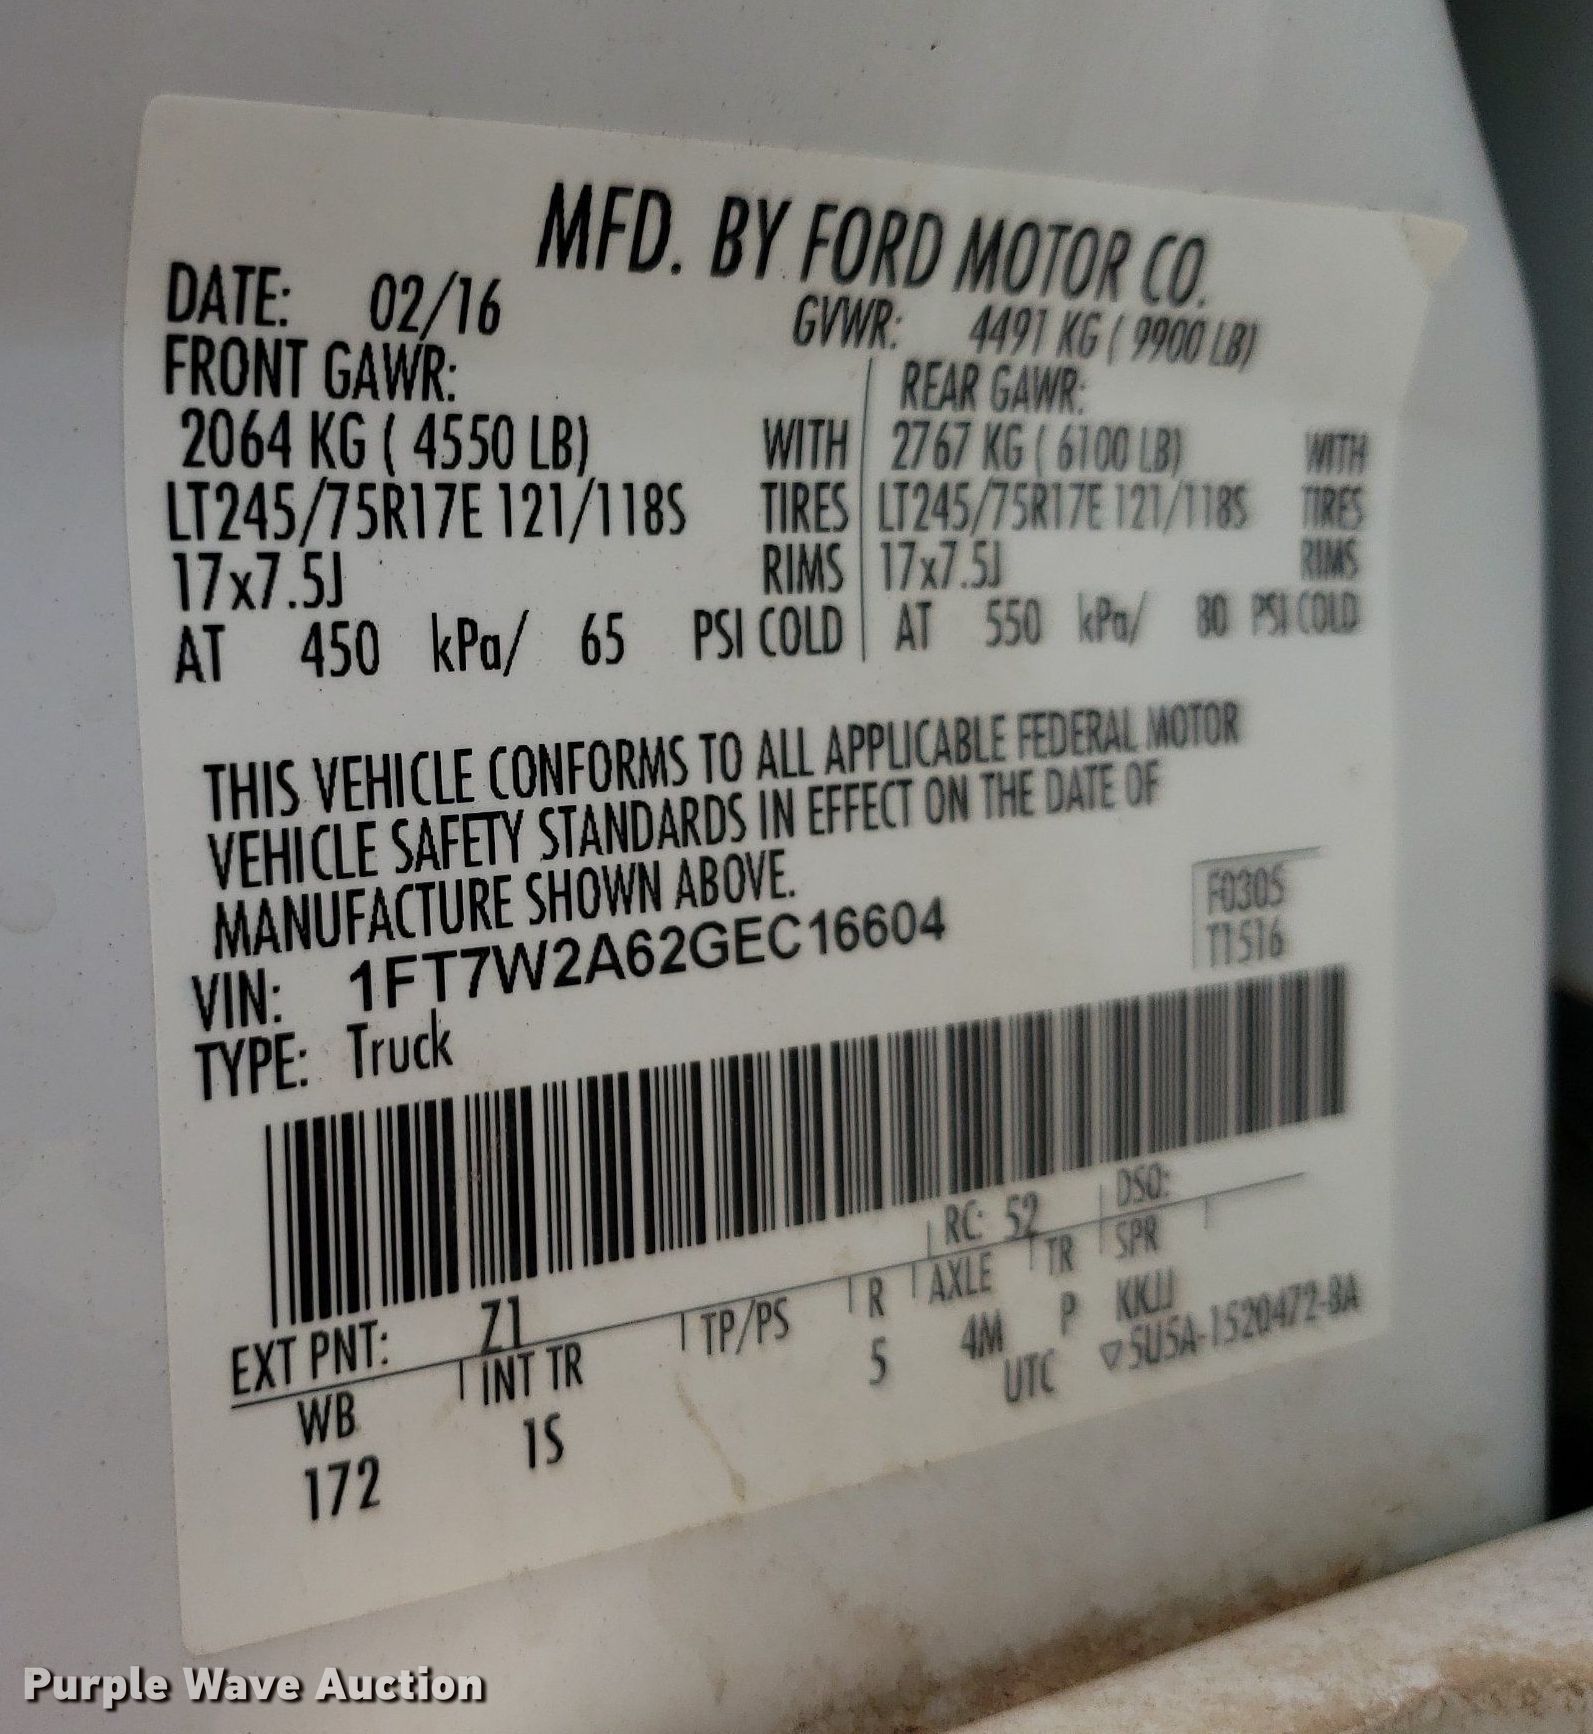 MFD. BY FORD MOTOR CO.
DATE: 02/16 GVWR: 4491 KG ( 9900 LB)
FRONT GAWR: REAR GAWR:
2064 KG ( 4550 LB) WITH 2767 KG ( 6100 LB) WITH
LT245/75R17E 121/118S TIRES LT245/75R17E 121/118S TIRES
17x7.5J RIMS 17x7.5J RIMS
AT 450 kPa/ 65 PSI COLD AT 550 kPa/ 80 PSI COLD
THIS VEHICLE CONFORMS TO ALL APPLICABLE FEDERAL MOTOR
VEHICLE SAFETY STANDARDS IN EFFECT ON THE DATE OF
MANUFACTURE SHOWN ABOVE.
VIN: 1FT7W2A62GEC16604
TYPE: Truck
F0305
T1516
EXT PNT: Z1 RC: 52 DSO:
WB INT TR TP/PS R AXLE TR SPR
172 1S 5 4M P KKJJ
UTC ▽5U5A-1520472-BA
Purple Wave Auction